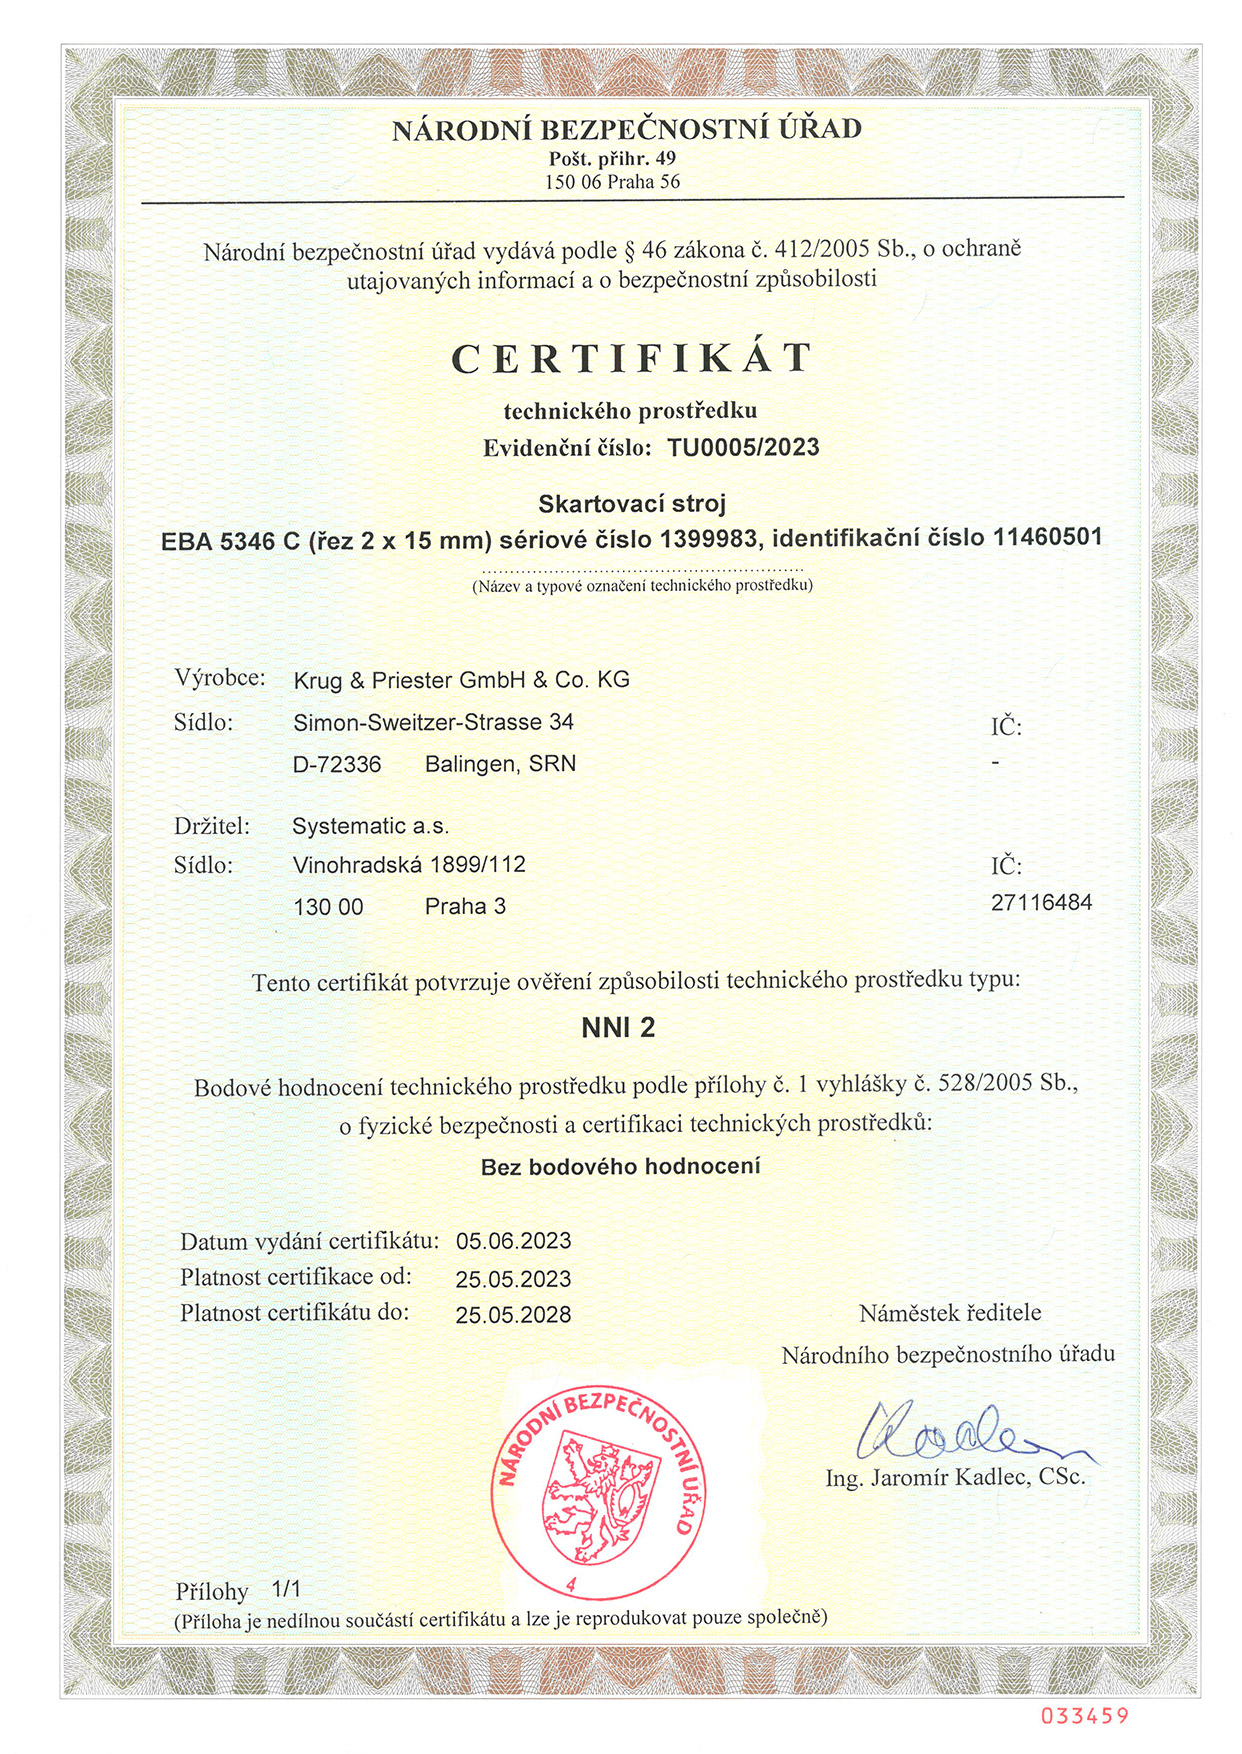 NÁRODNÍ BEZPEČNOSTNÍ ÚŘAD
Pošt. přihr. 49
150 06 Praha 56
Národní bezpečnostní úřad vydává podle § 46 zákona č. 412/2005 Sb., o ochraně
utajovaných informací a o bezpečnostní způsobilosti
CERTIFIKÁT
technického prostředku
Evidenční číslo: TU0005/2023
Skartovací stroj
EBA 5346 C (řez 2 x 15 mm) sériové číslo 1399983, identifikační číslo 11460501
(Název a typové označení technického prostředku)
Výrobce: Krug & Priester GmbH & Co. KG
Sídlo: Simon-Sweitzer-Strasse 34 IČ:
D-72336 Balingen, SRN -
Držitel: Systematic a.s.
Sídlo: Vinohradská 1899/112 IČ:
130 00 Praha 3 27116484
Tento certifikát potvrzuje ověření způsobilosti technického prostředku typu:
NNI 2
Bodové hodnocení technického prostředku podle přílohy č. 1 vyhlášky č. 528/2005 Sb.,
o fyzické bezpečnosti a certifikaci technických prostředků:
Bez bodového hodnocení
Datum vydání certifikátu: 05.06.2023
Platnost certifikace od: 25.05.2023
Platnost certifikátu do: 25.05.2028
Náměstek ředitele
Národního bezpečnostního úřadu
NÁRODNÍ BEZPEČNOSTNÍ ÚŘAD
4
Kadlec
Ing. Jaromír Kadlec, CSc.
Přílohy 1/1
(Příloha je nedílnou součástí certifikátu a lze je reprodukovat pouze společně)
033459